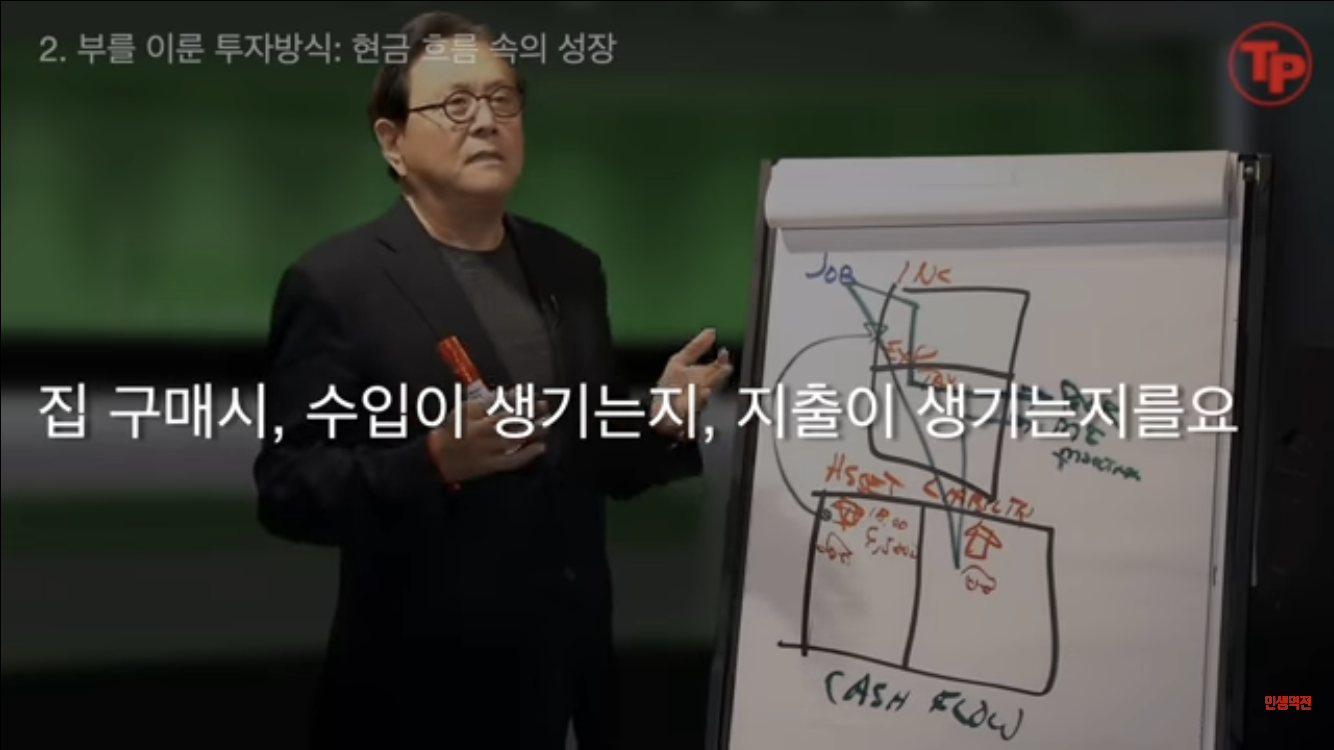 2. 부를 이룬 투자방식: 현금 흐름 속의 성장
TP
JOB
INC
EXP
집 구매시, 수입이 생기는지, 지출이 생기는지를요
ASSET LIABILITY
CASH FLOW
인생멱전